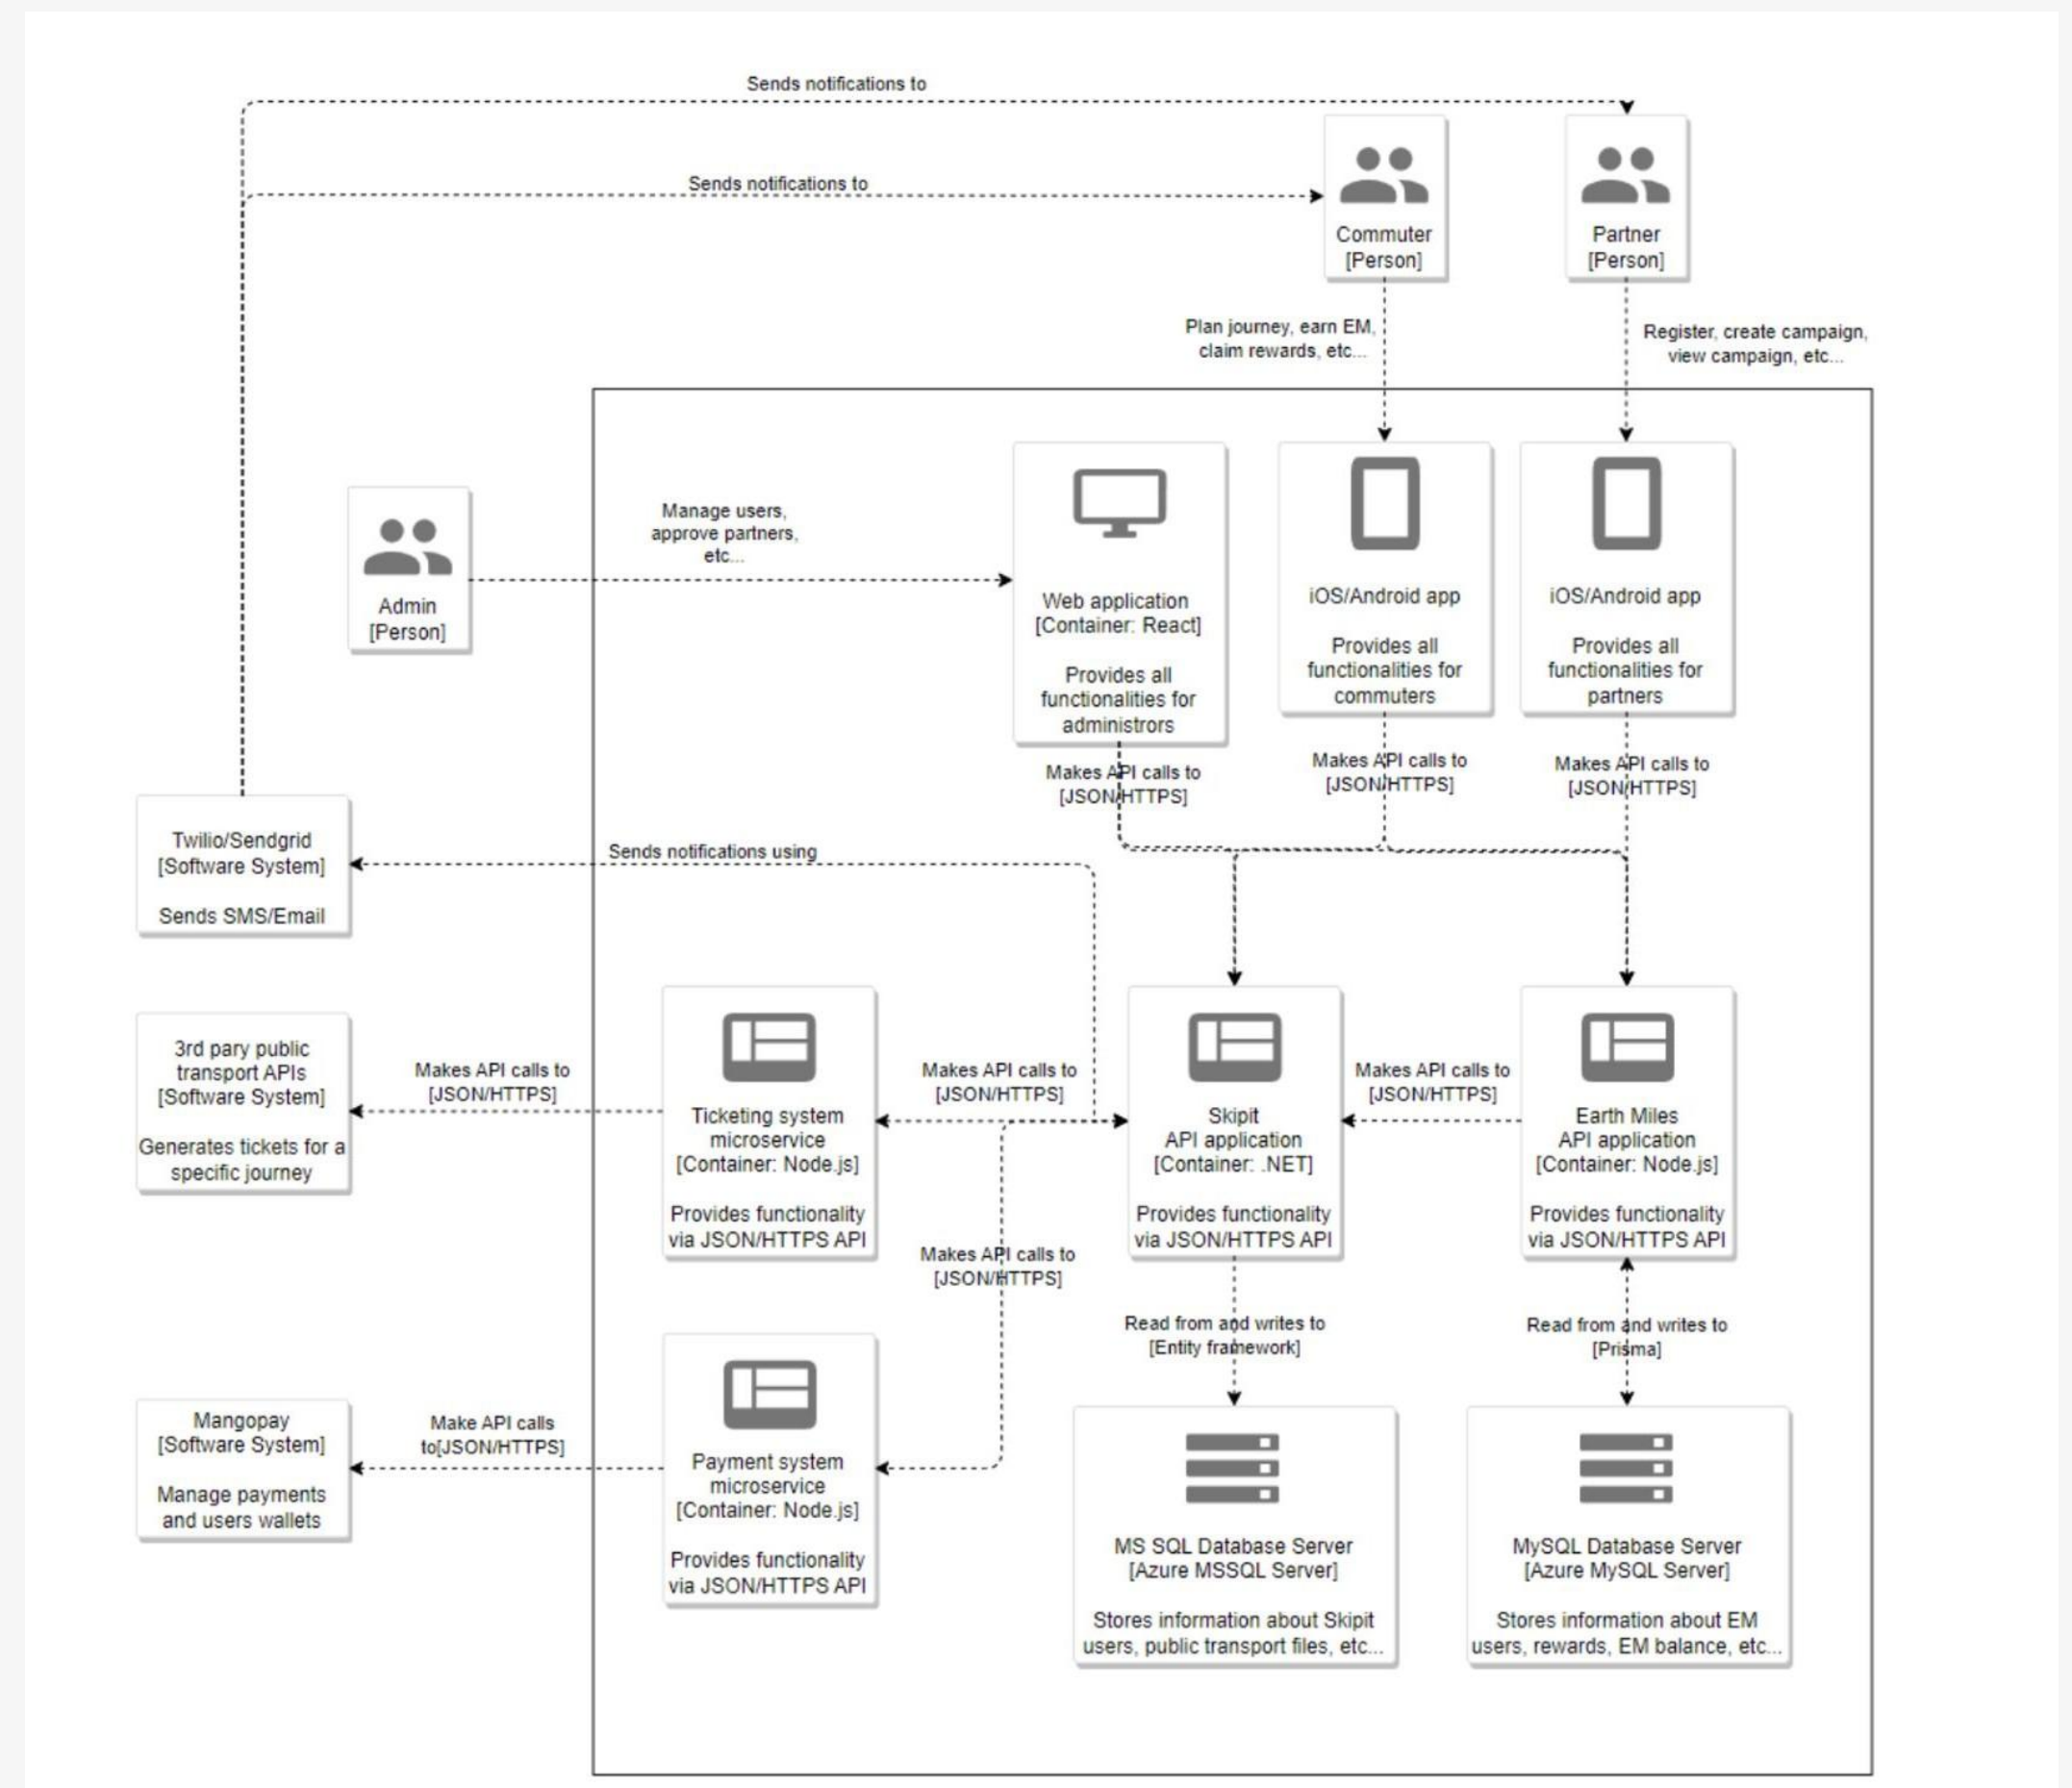 Sends notifications to
Sends notifications to
Commuter
[Person]
Partner
[Person]
Plan journey, earn EM,
claim rewards, etc...
Register, create campaign,
view campaign, etc...
Admin
[Person]
Manage users,
approve partners,
etc...
Web application
[Container: React]
Provides all
functionalities for
administrors
iOS/Android app
Provides all
functionalities for
commuters
iOS/Android app
Provides all
functionalities for
partners
Makes API calls to
[JSON/HTTPS]
Makes API calls to
[JSON/HTTPS]
Makes API calls to
[JSON/HTTPS]
Twilio/Sendgrid
[Software System]
Sends SMS/Email
Sends notifications using
3rd pary public
transport APIs
[Software System]
Generates tickets for a
specific journey
Makes API calls to
[JSON/HTTPS]
Ticketing system
microservice
[Container: Node.js]
Provides functionality
via JSON/HTTPS API
Makes API calls to
[JSON/HTTPS]
Skipit
API application
[Container: .NET]
Provides functionality
via JSON/HTTPS API
Makes API calls to
[JSON/HTTPS]
Earth Miles
API application
[Container: Node.js]
Provides functionality
via JSON/HTTPS API
Makes API calls to
[JSON/HTTPS]
Read from and writes to
[Entity framework]
Read from and writes to
[Prisma]
Mangopay
[Software System]
Manage payments
and users wallets
Make API calls
to[JSON/HTTPS]
Payment system
microservice
[Container: Node.js]
Provides functionality
via JSON/HTTPS API
MS SQL Database Server
[Azure MSSQL Server]
Stores information about Skipit
users, public transport files, etc...
MySQL Database Server
[Azure MySQL Server]
Stores information about EM
users, rewards, EM balance, etc...